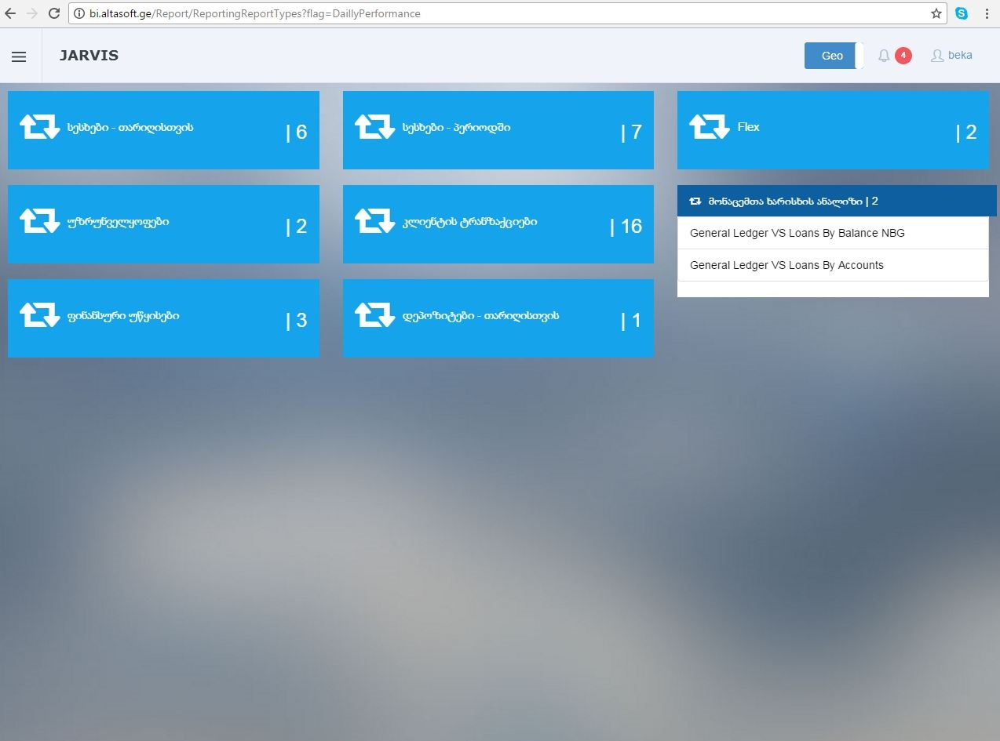 bi.altasoft.ge/Report/ReportingReportTypes?flag=DaillyPerformance
JARVIS
Geo
4
beka
სესხები - თარიღისთვის | 6
სესხები - პერიოდში | 7
Flex | 2
უზრუნველყოფები | 2
კლიენტის ტრანზაქციები | 16
მონაცემთა ხარისხის ანალიზი | 2
General Ledger VS Loans By Balance NBG
General Ledger VS Loans By Accounts
ფინანსური უწყისები | 3
დეპოზიტები - თარიღისთვის | 1